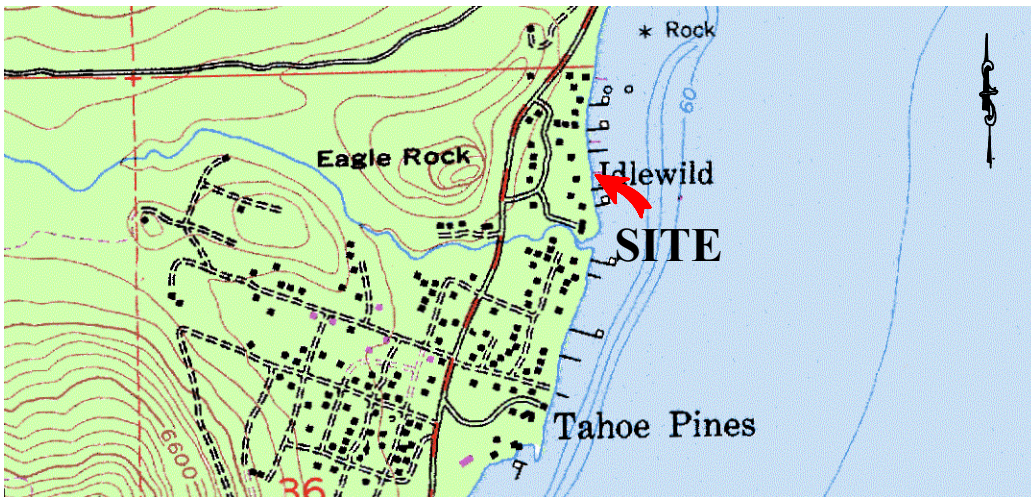 Rock
60
Eagle Rock
Idlewild
SITE
Tahoe Pines
6600
36